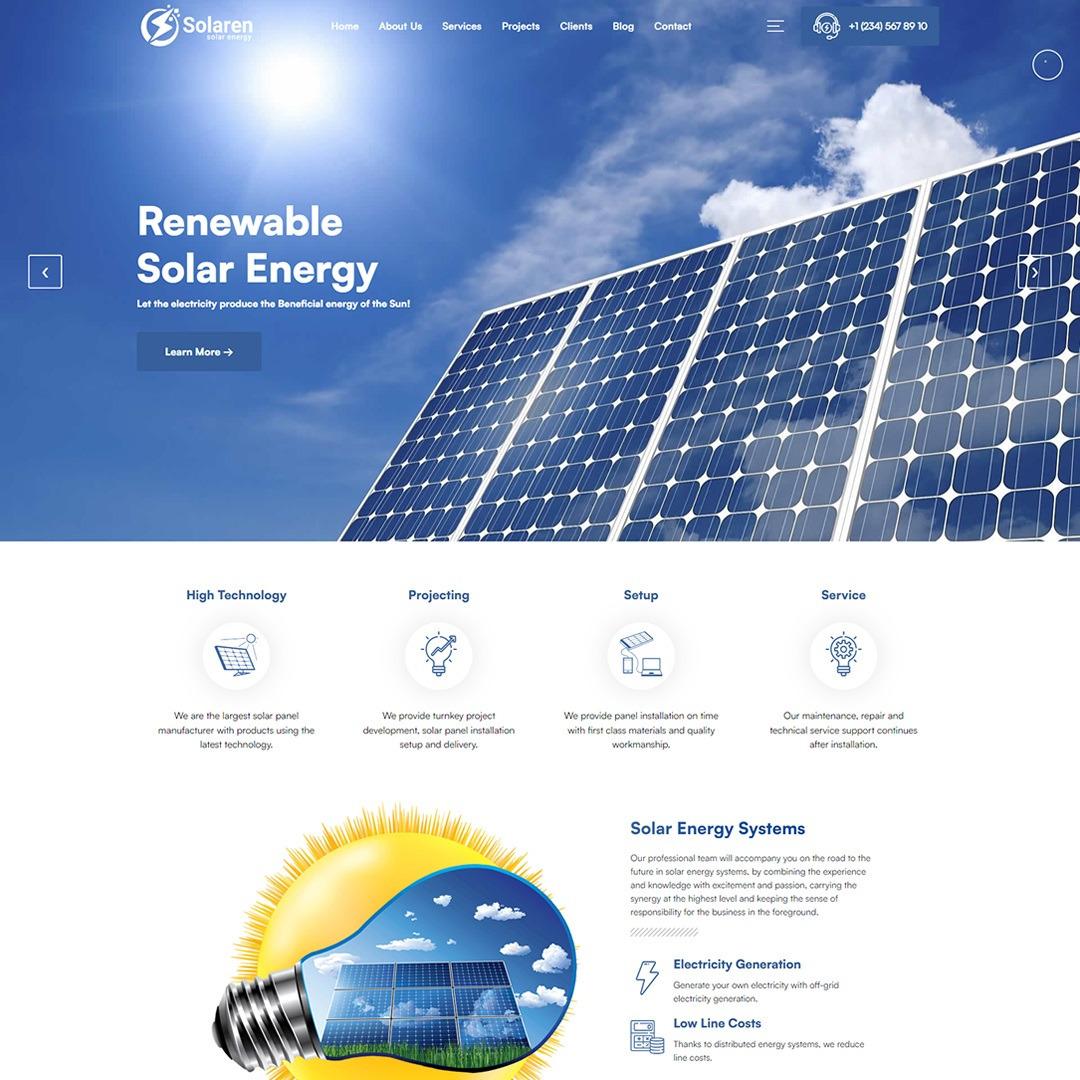 Solaren
solar energy
Home About Us Services Projects Clients Blog Contact
+1 (234) 567 89 10
Renewable
Solar Energy
Let the electricity produce the Beneficial energy of the Sun!
Learn More →
High Technology
We are the largest solar panel
manufacturer with products using the
latest technology.
Projecting
We provide turnkey project
development, solar panel installation
setup and delivery.
Setup
We provide panel installation on time
with first class materials and quality
workmanship.
Service
Our maintenance, repair and
technical service support continues
after installation.
Solar Energy Systems
Our professional team will accompany you on the road to the
future in solar energy systems, by combining the experience
and knowledge with excitement and passion, carrying the
synergy at the highest level and keeping the sense of
responsibility for the business in the foreground.
Electricity Generation
Generate your own electricity with off-grid
electricity generation.
Low Line Costs
Thanks to distributed energy systems, we reduce
line costs.